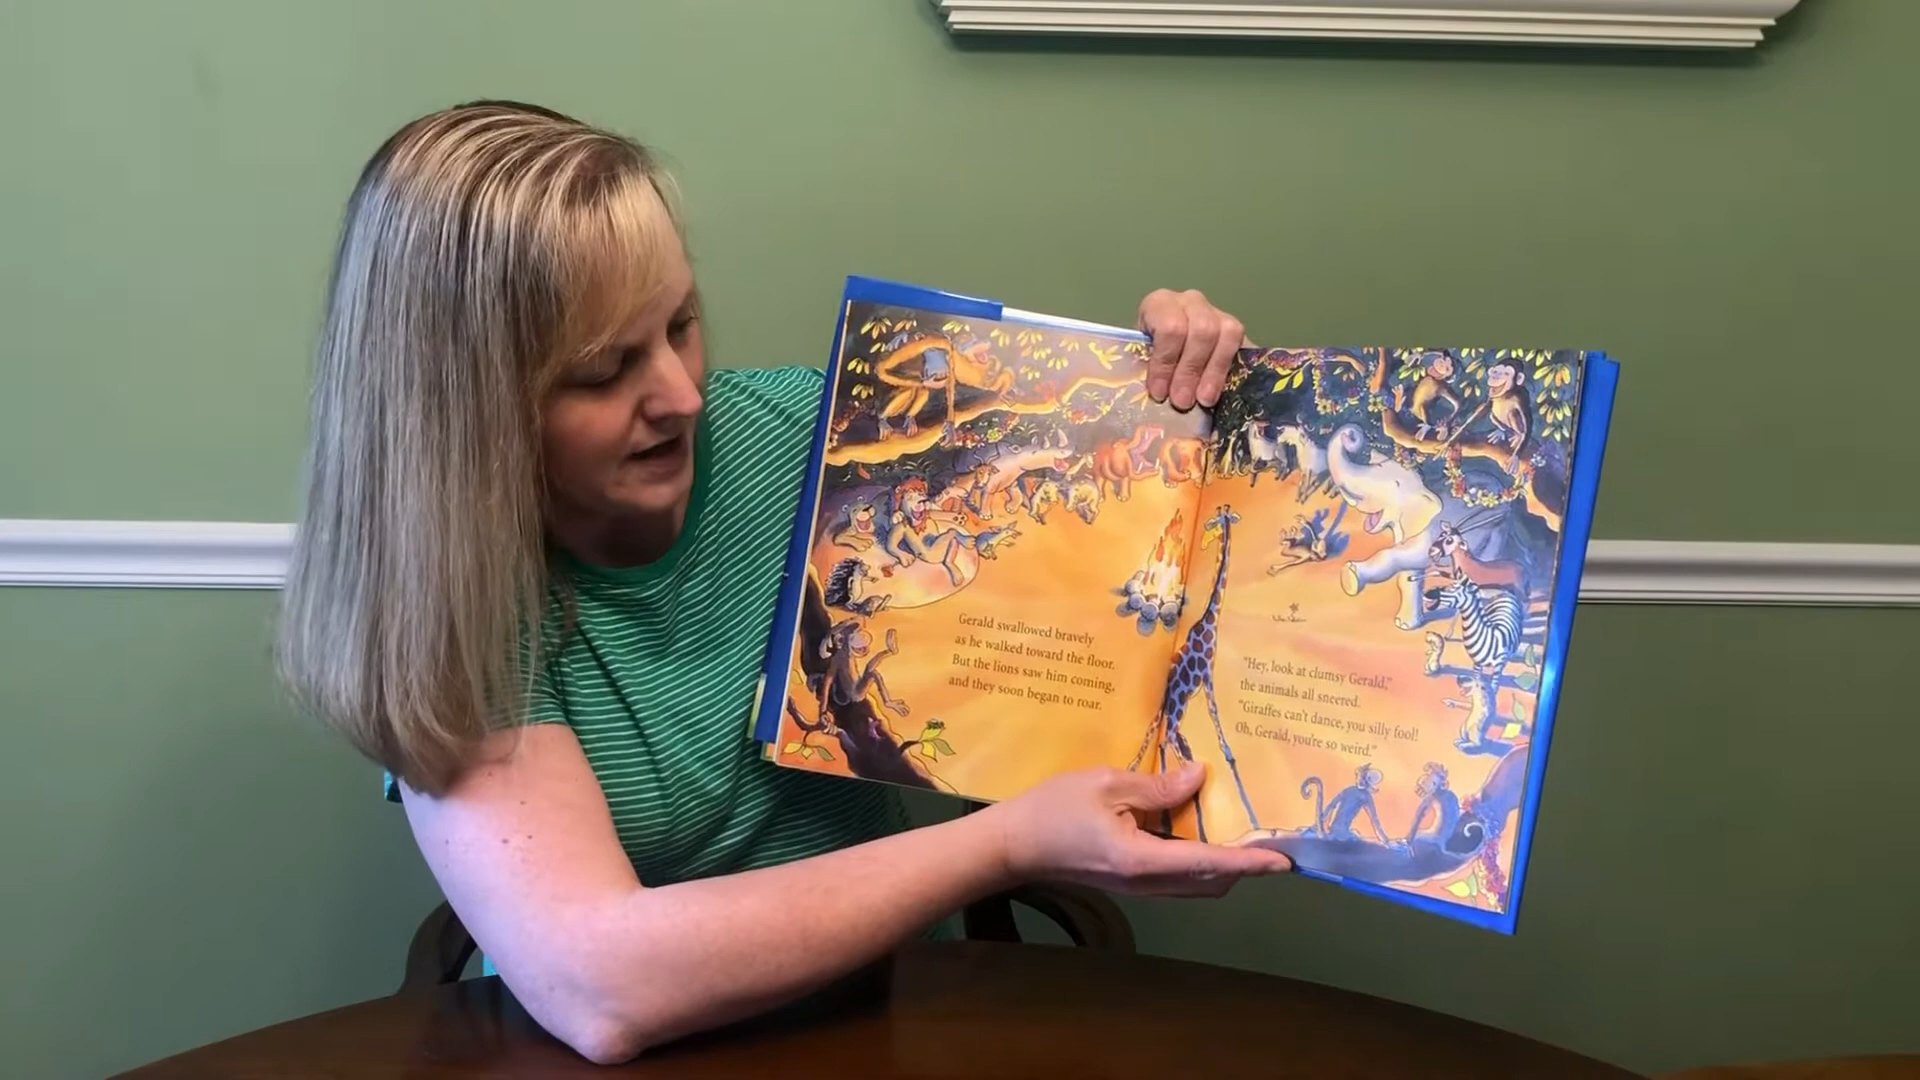 Gerald swallowed bravely
as he walked toward the floor.
But the lions saw him coming,
and they soon began to roar.
"Hey, look at clumsy Gerald,"
the animals all sneered.
"Giraffes can't dance, you silly fool!
Oh, Gerald, you're so weird."